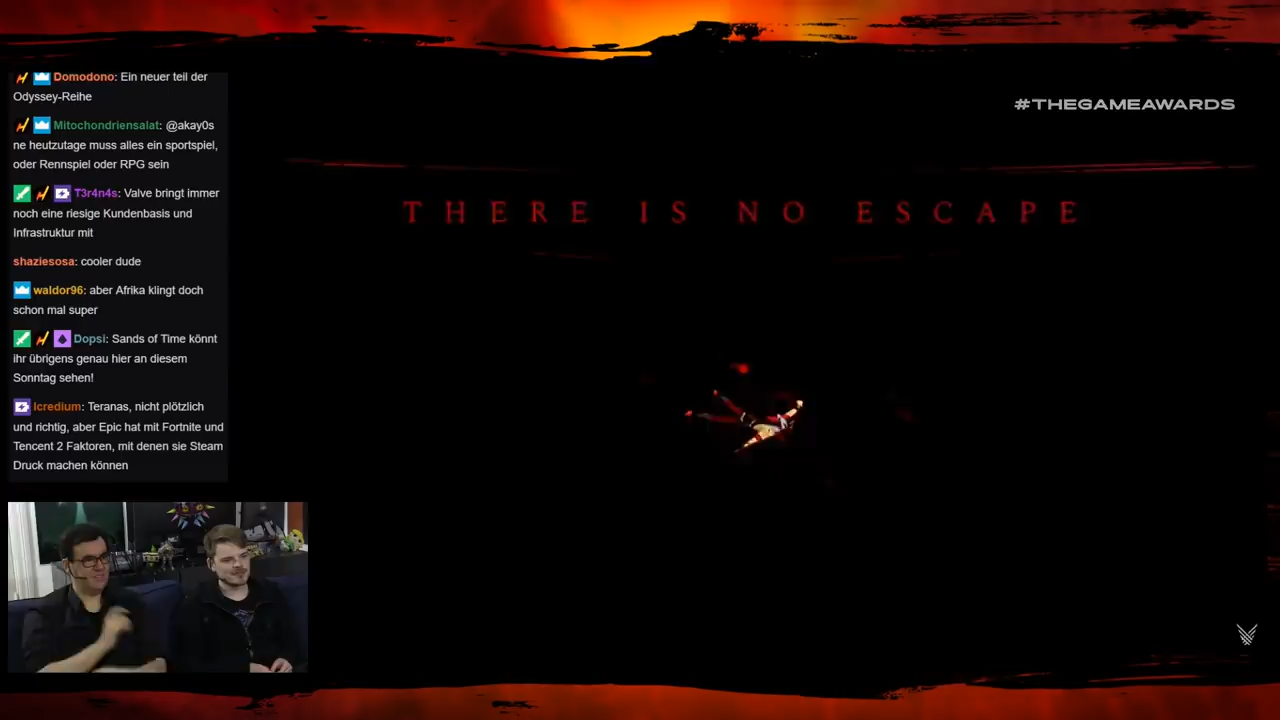 Domodono: Ein neuer teil der
Odyssey-Reihe
Mitochondriensalat: @akay0s
ne heutzutage muss alles ein sportspiel,
oder Rennspiel oder RPG sein
T3r4n4s: Valve bringt immer
noch eine riesige Kundenbasis und
Infrastruktur mit
shaziesosa: cooler dude
waldor96: aber Afrika klingt doch
schon mal super
Dopsi: Sands of Time könnt
ihr übrigens genau hier an diesem
Sonntag sehen!
Icredium: Teranas, nicht plötzlich
und richtig, aber Epic hat mit Fortnite und
Tencent 2 Faktoren, mit denen sie Steam
Druck machen können
#THEGAMEAWARDS
THERE IS NO ESCAPE